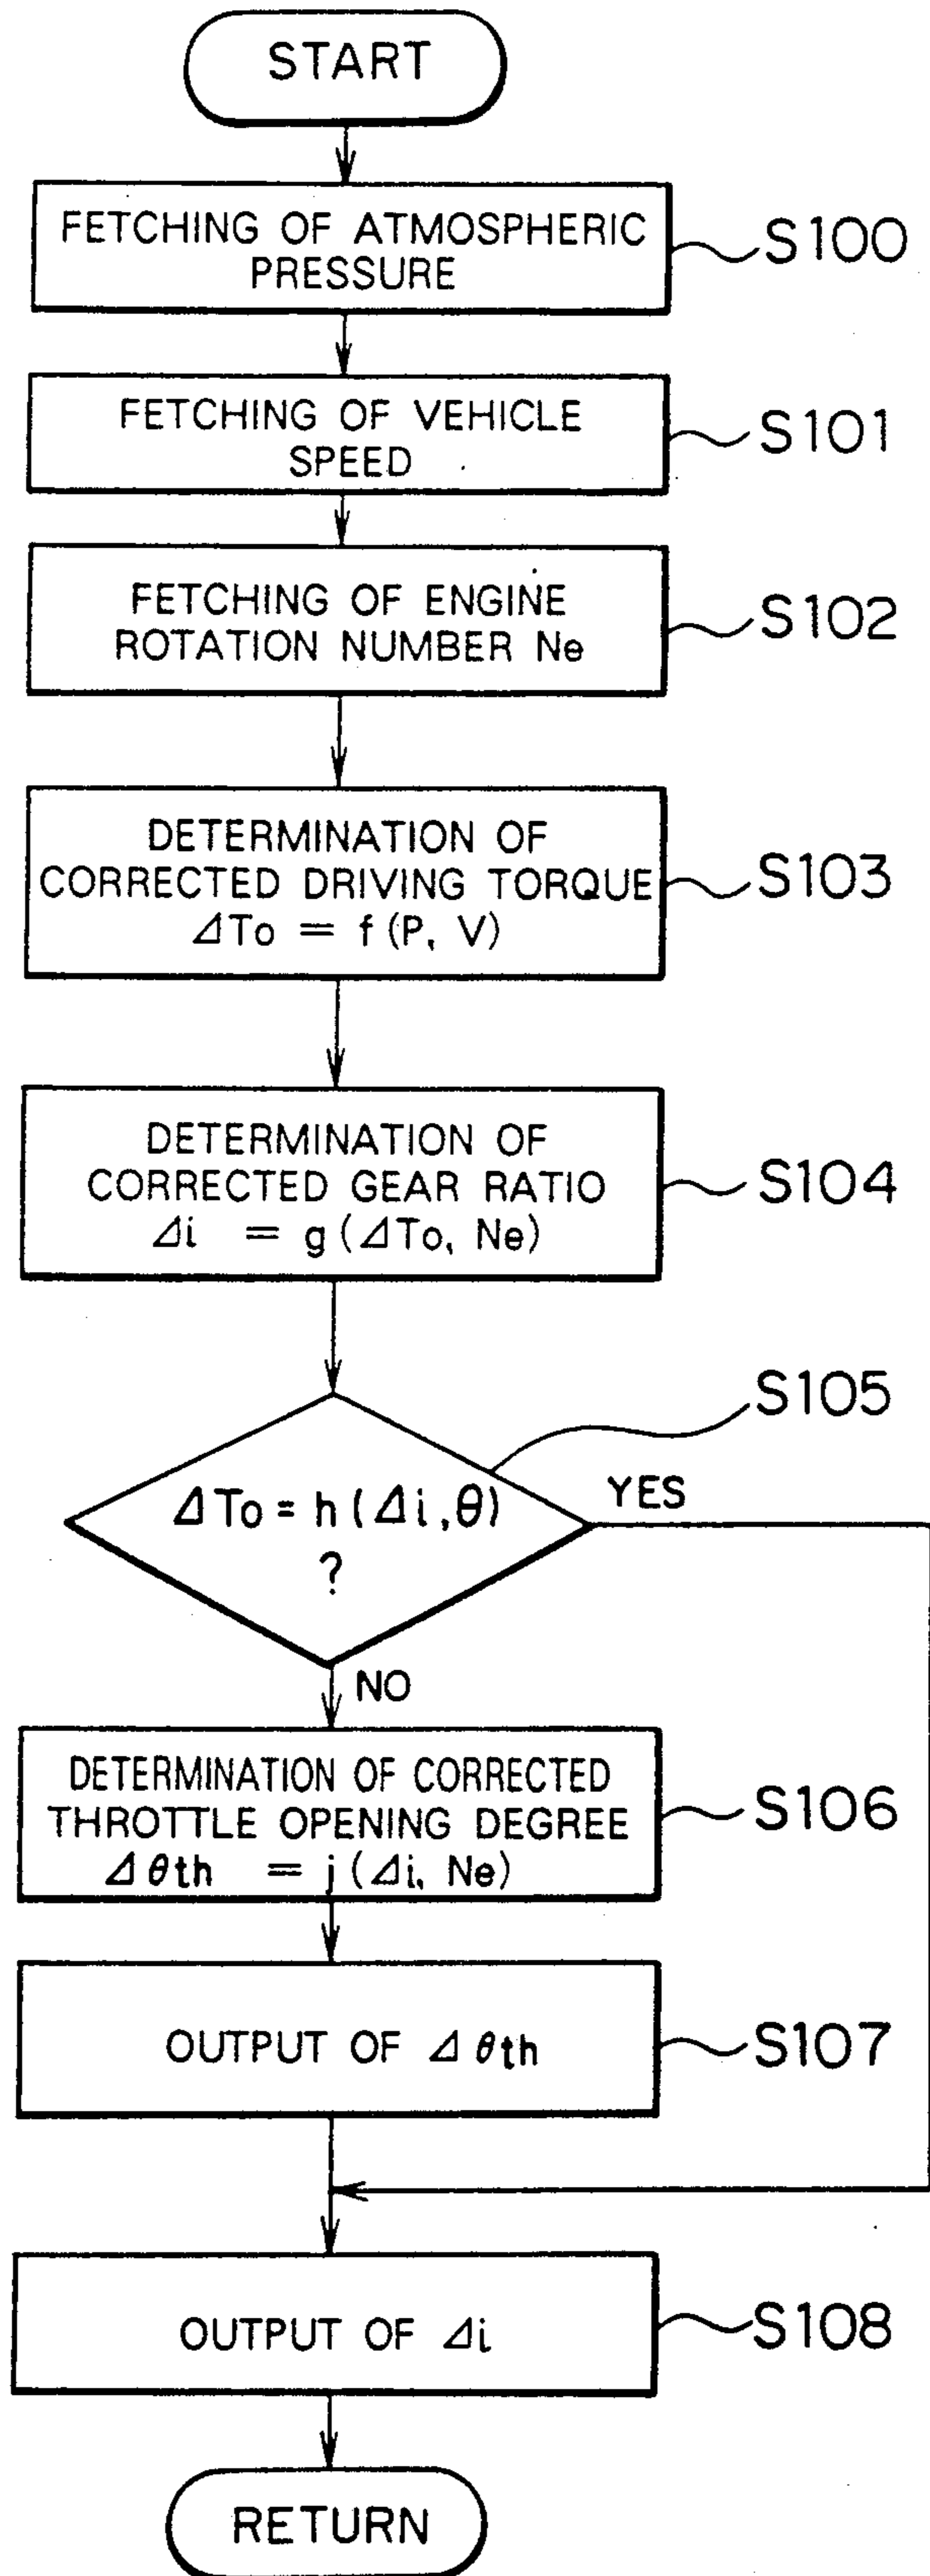 START
FETCHING OF ATMOSPHERIC
PRESSURE
S100
FETCHING OF VEHICLE
SPEED
S101
FETCHING OF ENGINE
ROTATION NUMBER Ne
S102
DETERMINATION OF
CORRECTED DRIVING TORQUE
ΔTo = f (P, V)
S103
DETERMINATION OF
CORRECTED GEAR RATIO
Δi = g (ΔTo, Ne)
S104
S105
ΔTo = h (Δi, θ)
?
YES
NO
DETERMINATION OF CORRECTED
THROTTLE OPENING DEGREE
Δθth = j (Δi, Ne)
S106
OUTPUT OF Δθth
S107
OUTPUT OF Δi
S108
RETURN